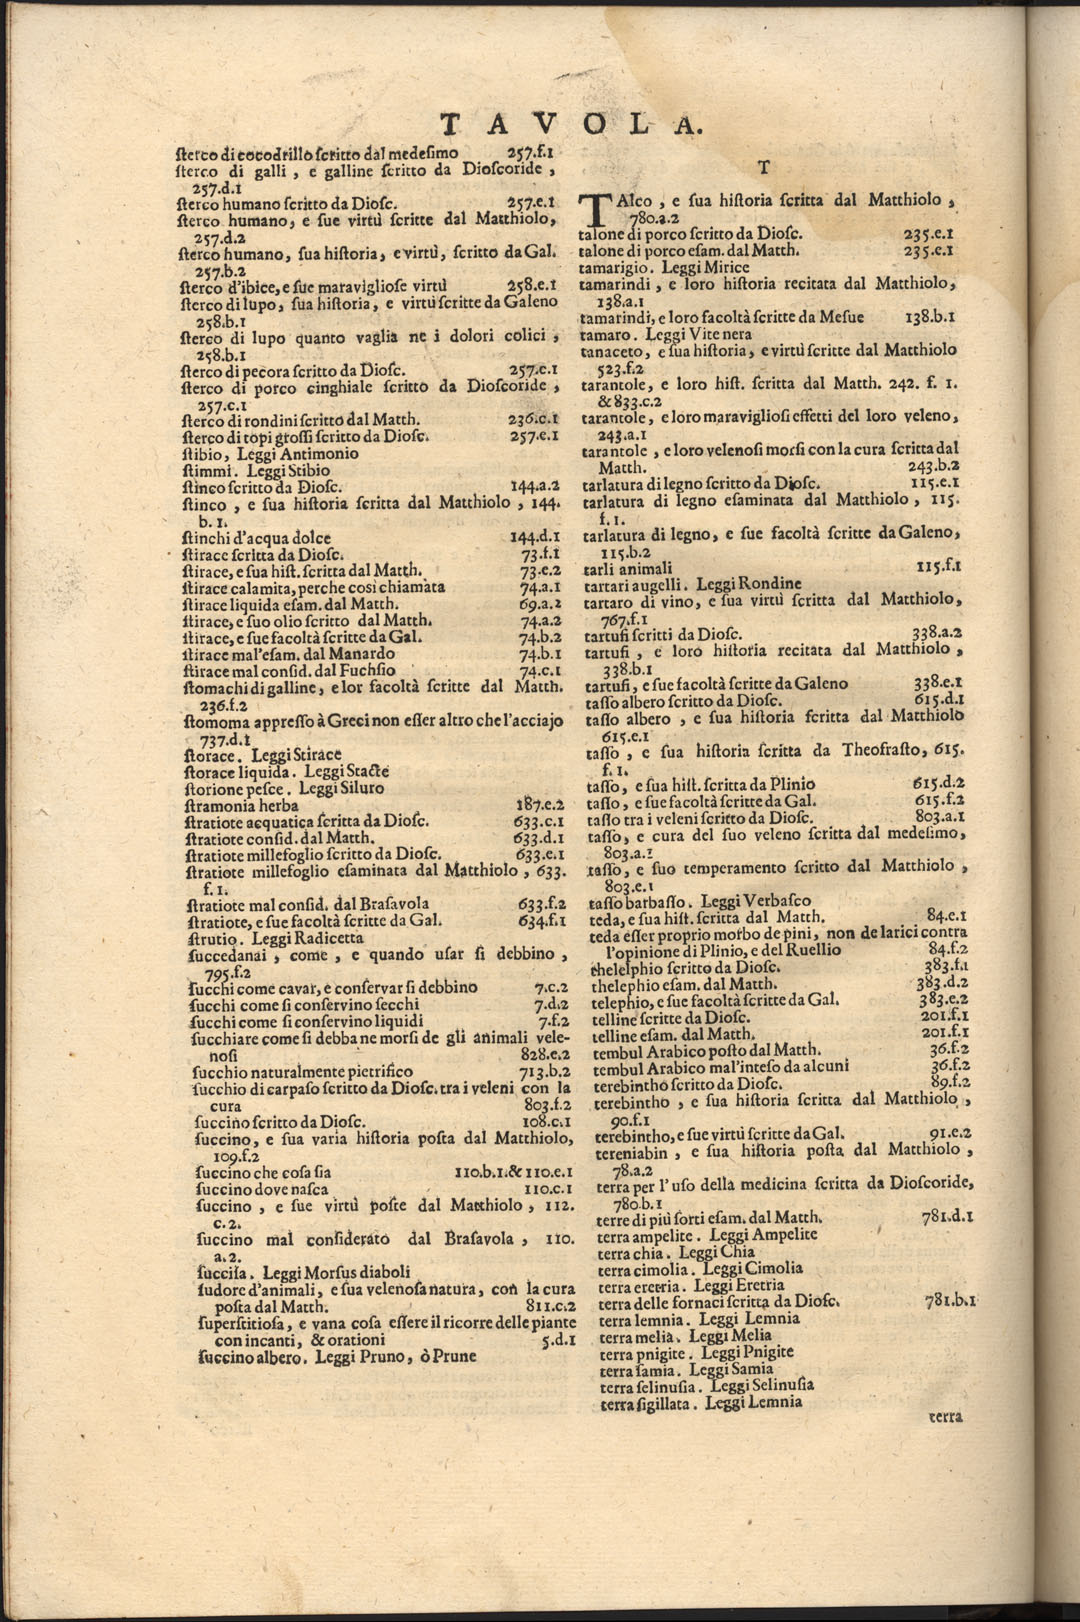 TAVOLA.
sterco di cocodrillo scritto dal medesimo 257.f.1
sterco di galli, e galline scritto da Dioscoride,
257.d.1
sterco humano scritto da Diosc. 257.e.1
sterco humano, e sue virtù scritte dal Matthiolo,
257.d.2
sterco humano, sua historia, e virtù, scritto da Gal.
257.b.2
sterco d'ibice, e sue maravigliose virtù 258.e.1
sterco di lupo, sua historia, e virtù scritte da Galeno
258.b.1
sterco di lupo quanto vaglia ne i dolori colici,
258.b.1
sterco di pecora scritto da Diosc. 257.c.1
sterco di porco cinghiale scritto da Dioscoride,
257.c.1
sterco di rondini scritto dal Matth. 236.c.1
sterco di topi grossi scritto da Diosc. 257.e.1
stibio, Leggi Antimonio
stimmi. Leggi Stibio
stinco scritto da Diosc. 144.a.2
stinco, e sua historia scritta dal Matthiolo, 144.
b.1.
stinchi d'acqua dolce 144.d.1
stirace scritta da Diosc. 73.f.1
stirace, e sua hist. scritta dal Matth. 73.e.2
stirace calamita, perche cosi chiamata 74.a.1
stirace liquida esam. dal Matth. 69.a.2
stirace, e suo olio scritto dal Matth. 74.a.2
stirace, e sue facoltà scritte da Gal. 74.b.2
stirace mal'esam. dal Manardo 74.b.1
stirace mal consid. dal Fuchsio 74.c.1
stomachi di galline, e lor facoltà scritte dal Matth.
236.f.2
stomoma appresso à Greci non esser altro che l'acciajo
737.d.1
storace. Leggi Stirace
storace liquida. Leggi Stacte
storione pesce. Leggi Siluro
stramonia herba 187.e.2
stratiote acquatica scritta da Diosc. 633.c.1
stratiote consid. dal Matth. 633.d.1
stratiote millefoglio scritto da Diosc. 633.e.1
stratiote millefoglio esaminata dal Matthiolo, 633.
f.1.
stratiote mal consid. dal Brasavola 633.f.2
stratiote, e sue facoltà scritte da Gal. 634.f.1
strutio. Leggi Radicetta
succedanai, come, e quando usar si debbino,
795.f.2
succhi come cavar, e conservar si debbino 7.c.2
succhi come si conservino secchi 7.d.2
succhi come si conservino liquidi 7.f.2
succhiare come si debba ne morsi de gli animali vele-
nosi 828.e.2
succhio naturalmente pietrifico 713.b.2
succhio di carpaso scritto da Diosc. tra i veleni con la
cura 803.f.2
succino scritto da Diosc. 108.c.1
succino, e sua varia historia posta dal Matthiolo,
109.f.2
succino che cosa sia 110.b.1.& 110.e.1
succino dove nasca 110.c.1
succino, e sue virtù poste dal Matthiolo, 112.
c.2.
succino mal considerato dal Brasavola, 110.
a.2.
succisa. Leggi Morsus diaboli
sudore d'animali, e sua velenosa natura, con la cura
posta dal Matth. 811.c.2
superstitiosa, e vana cosa essere il ricorre delle piante
con incanti, & orationi 5.d.1
succino albero. Leggi Pruno, ò Prune
T
TAlco, e sua historia scritta dal Matthiolo,
780.a.2
talone di porco scritto da Diosc. 235.e.1
talone di porco esam. dal Matth. 235.c.1
tamarigio. Leggi Mirice
tamarindi, e loro historia recitata dal Matthiolo,
138.a.1
tamarindi, e loro facoltà scritte da Mesue 138.b.1
tamaro. Leggi Vite nera
tanaceto, e sua historia, e virtù scritte dal Matthiolo
523.f.2
tarantole, e loro hist. scritta dal Matth. 242. f. 1.
& 833.c.2
tarantole, e loro maravigliosi effetti del loro veleno,
243.a.1
tarantole, e loro velenosi morsi con la cura scritta dal
Matth. 243.b.2
tarlatura di legno scritto da Diosc. 115.e.1
tarlatura di legno esaminata dal Matthiolo, 115.
f.1.
tarlatura di legno, e sue facoltà scritte da Galeno,
115.b.2
tarli animali 115.f.1
tartari augelli. Leggi Rondine
tartaro di vino, e sua virtù scritta dal Matthiolo,
767.f.1
tartufi scritti da Diosc. 338.a.2
tartufi, e loro historia recitata dal Matthiolo,
338.b.1
tartufi, e sue facoltà scritte da Galeno 338.e.1
tasso albero scritto da Diosc. 615.d.1
tasso albero, e sua historia scritta dal Matthiolo
615.e.1
tasso, e sua historia scritta da Theofrasto, 615.
f.1.
tasso, e sua hist. scritta da Plinio 615.d.2
tasso, e sue facoltà scritte da Gal. 615.f.2
tasso tra i veleni scritto da Diosc. 803.a.1
tasso, e cura del suo veleno scritta dal medesimo,
803.a.1
tasso, e suo temperamento scritto dal Matthiolo,
803.e.1
tasso barbasso. Leggi Verbasco
teda, e sua hist. scritta dal Matth. 84.e.1
teda esser proprio morbo de pini, non de larici contra
l'opinione di Plinio, e del Ruellio 84.f.2
thelelphio scritto da Diosc. 383.f.1
thelephio esam. dal Matth. 383.d.2
telephio, e sue facoltà scritte da Gal. 383.e.2
telline scritte da Diosc. 201.f.1
telline esam. dal Matth. 201.f.1
tembul Arabico posto dal Matth. 36.f.2
tembul Arabico mal'inteso da alcuni 36.f.2
terebintho scritto da Diosc. 89.f.2
terebintho, e sua historia scritta dal Matthiolo,
90.f.1
terebintho, e sue virtù scritte da Gal. 91.e.2
tereniabin, e sua historia posta dal Matthiolo,
78.a.2
terra per l'uso della medicina scritta da Dioscoride,
780.b.1
terre di più sorti esam. dal Matth. 781.d.1
terra ampelite. Leggi Ampelite
terra chia. Leggi Chia
terra cimolia. Leggi Cimolia
terra eretria. Leggi Eretria
terra delle fornaci scritta da Diosc. 781.b.1
terra lemnia. Leggi Lemnia
terra melia. Leggi Melia
terra pnigite. Leggi Pnigite
terra samia. Leggi Samia
terra selinusia. Leggi Selinusia
terra sigillata. Leggi Lemnia
terra